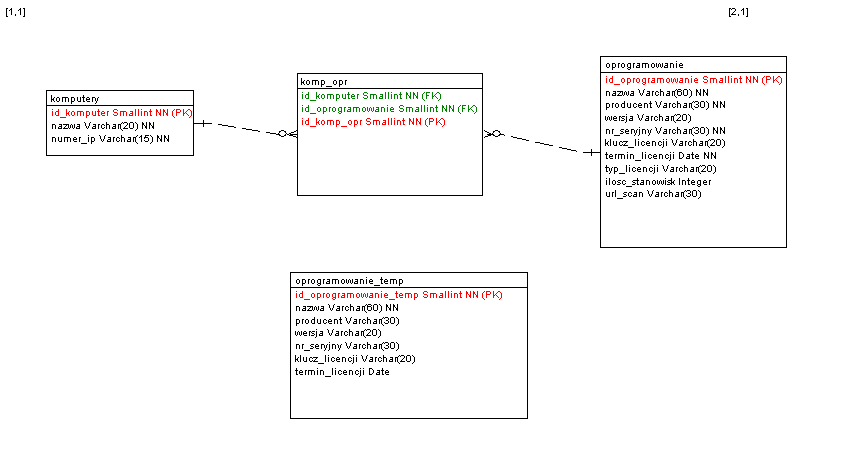 [1,1]
[2,1]
komputery
id_komputer Smallint NN (PK)
nazwa Varchar(20) NN
numer_ip Varchar(15) NN
komp_opr
id_komputer Smallint NN (FK)
id_oprogramowanie Smallint NN (FK)
id_komp_opr Smallint NN (PK)
oprogramowanie
id_oprogramowanie Smallint NN (PK)
nazwa Varchar(60) NN
producent Varchar(30) NN
wersja Varchar(20)
nr_seryjny Varchar(30) NN
klucz_licencji Varchar(20)
termin_licencji Date NN
typ_licencji Varchar(20)
ilosc_stanowisk Integer
url_scan Varchar(30)
oprogramowanie_temp
id_oprogramowanie_temp Smallint NN (PK)
nazwa Varchar(60) NN
producent Varchar(30)
wersja Varchar(20)
nr_seryjny Varchar(30)
klucz_licencji Varchar(20)
termin_licencji Date